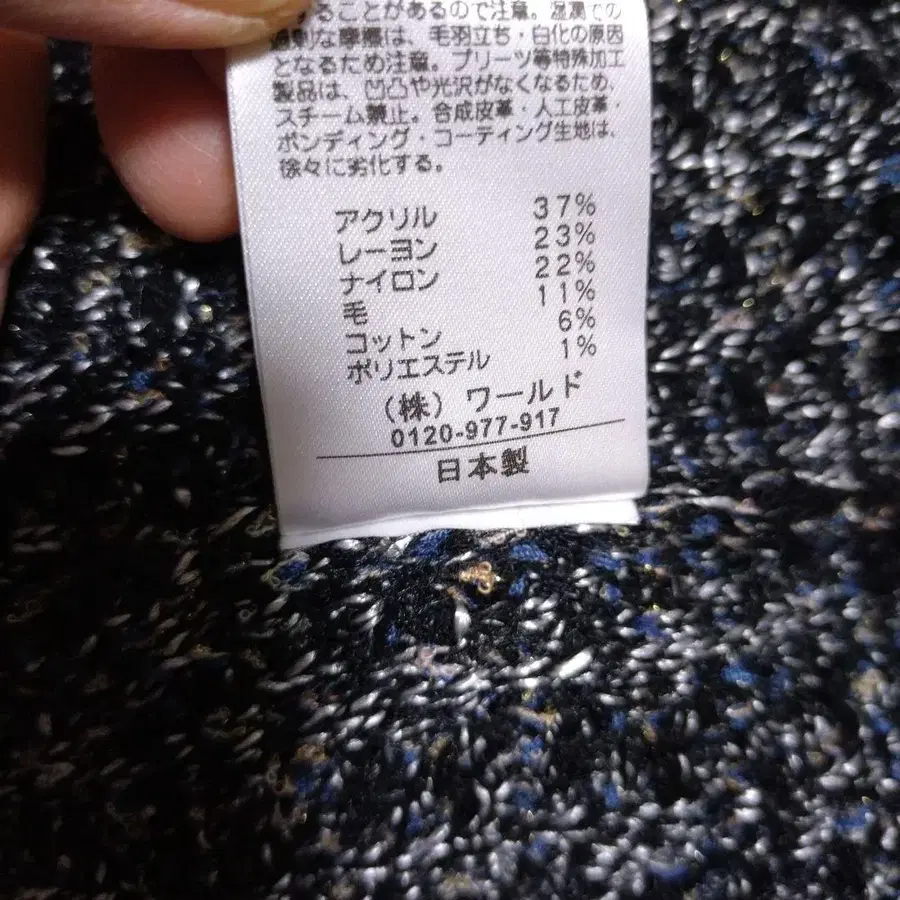 することがあるので注意。湿潤での
過剰な摩擦は、毛羽立ち・白化の原因
となるため注意。プリーツ等特殊加工
製品は、凹凸や光沢がなくなるため、
スチーム禁止。合成皮革・人工皮革・
ボンディング・コーティング生地は、
徐々に劣化する。
アクリル 37%
レーヨン 23%
ナイロン 22%
毛 11%
コットン 6%
ポリエステル 1%
（株）ワールド
0120-977-917
日本製